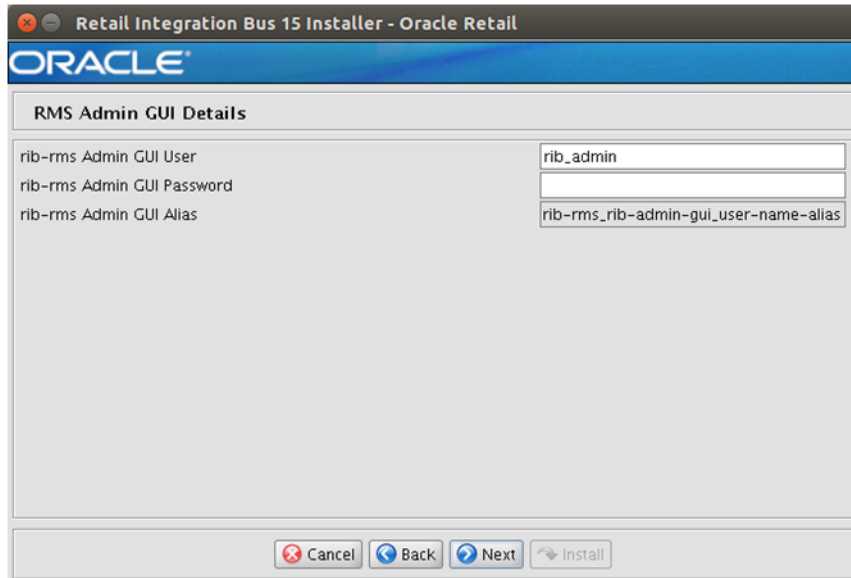 Retail Integration Bus 15 Installer - Oracle Retail
ORACLE®
RMS Admin GUI Details
rib-rms Admin GUI User rib_admin
rib-rms Admin GUI Password
rib-rms Admin GUI Alias rib-rms_rib-admin-gui_user-name-alias
Cancel Back Next Install